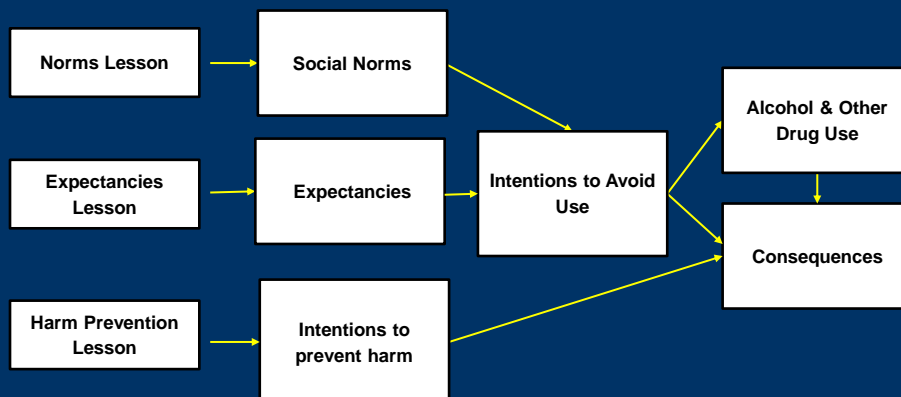 Norms Lesson
Social Norms
Alcohol & Other
Drug Use
Expectancies
Lesson
Expectancies
Intentions to Avoid
Use
Consequences
Harm Prevention
Lesson
Intentions to
prevent harm